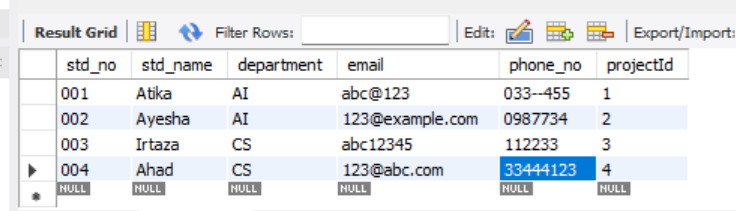 Result Grid Filter Rows: Edit: Export/Import:
std_no std_name department email phone_no projectId
001 Atika AI abc@123 033--455 1
002 Ayesha AI 123@example.com 0987734 2
003 Irtaza CS abc12345 112233 3
004 Ahad CS 123@abc.com 33444123 4
NULL NULL NULL NULL NULL NULL